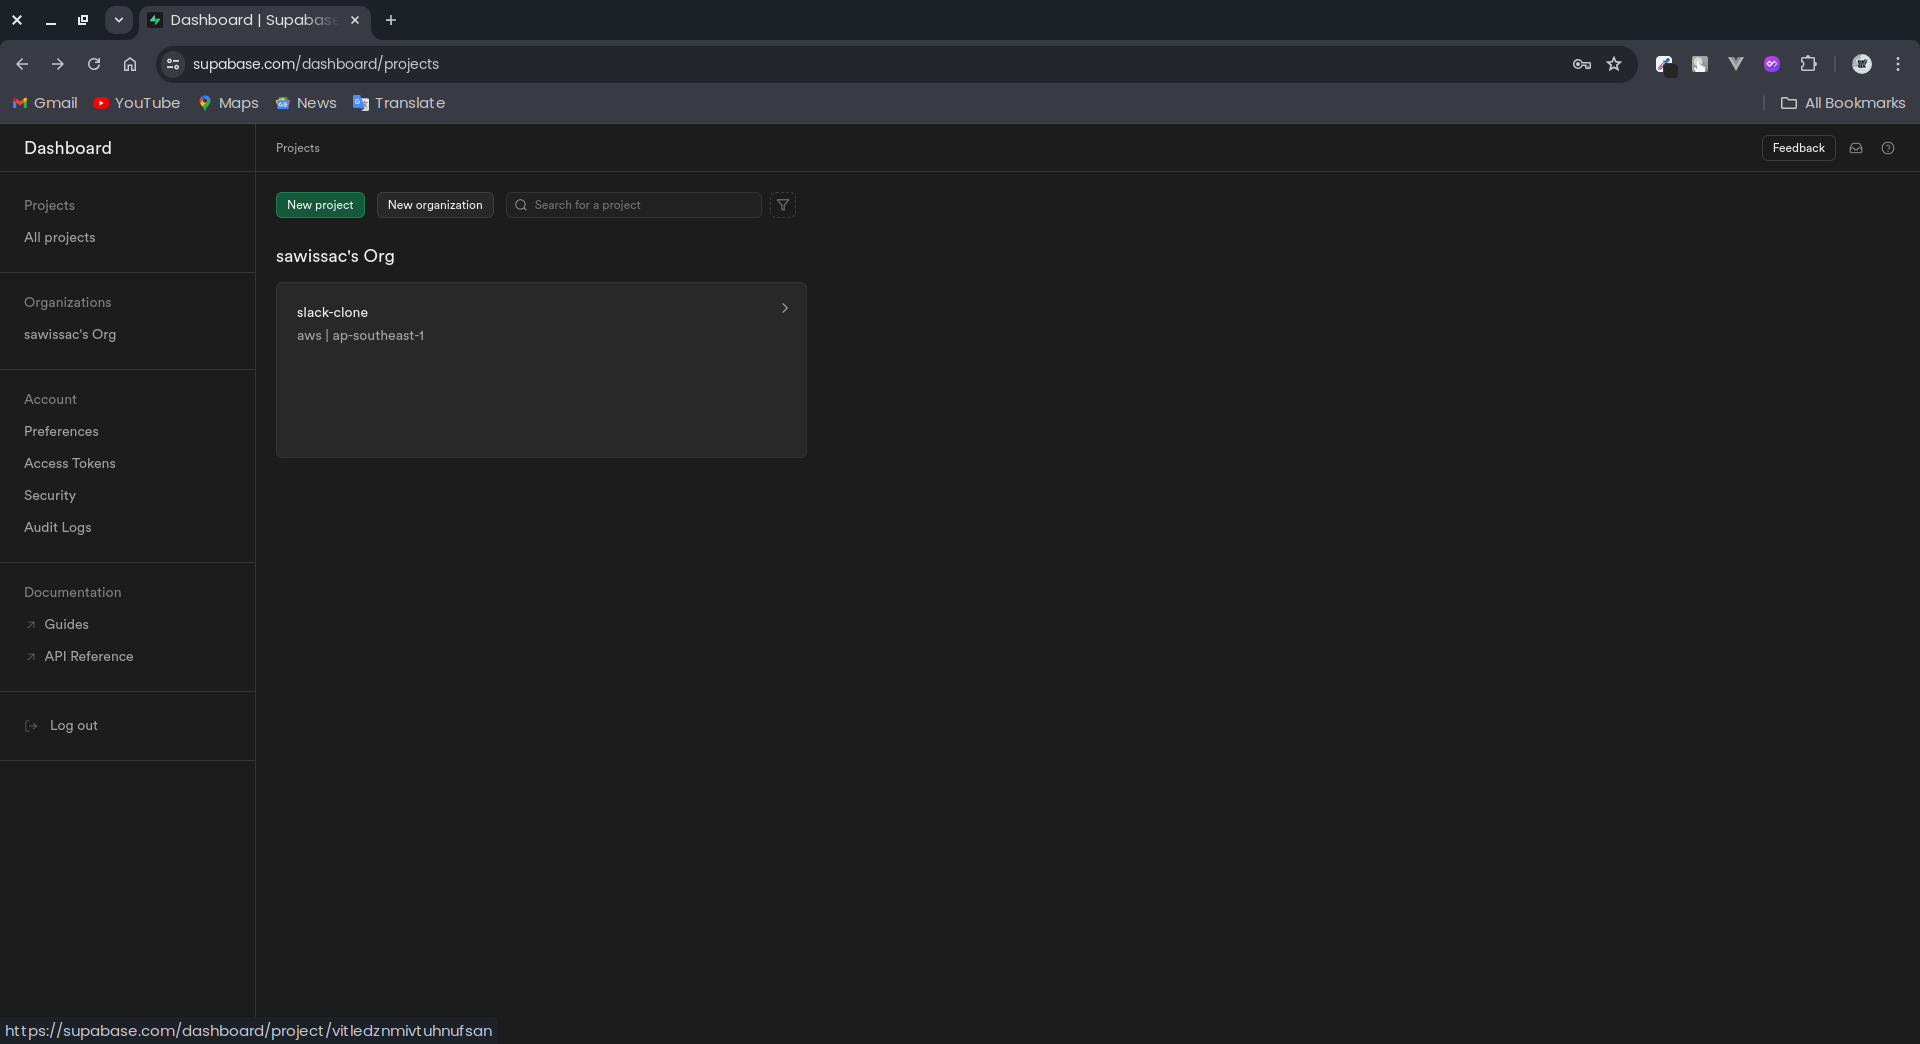 Dashboard | Supabase
supabase.com/dashboard/projects
Gmail
YouTube
Maps
News
Translate
All Bookmarks
Dashboard
Projects
Feedback
Projects
All projects
Organizations
sawissac's Org
Account
Preferences
Access Tokens
Security
Audit Logs
Documentation
Guides
API Reference
Log out
New project
New organization
Search for a project
sawissac's Org
slack-clone
aws | ap-southeast-1
https://supabase.com/dashboard/project/vitledznmivtuhnufsan